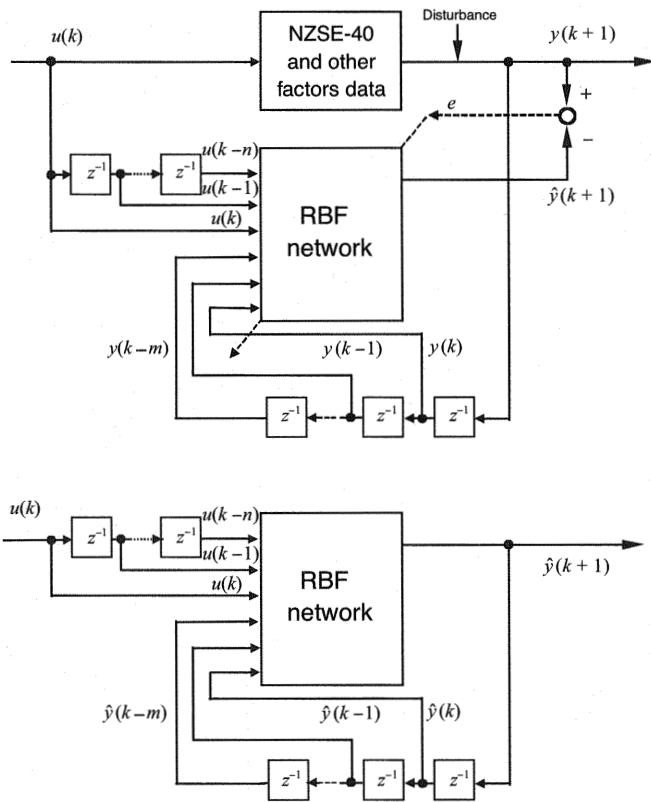 Disturbance
u(k)
NZSE-40
and other
factors data
y(k+1)
e
+
−
u(k−n)
z⁻¹
z⁻¹
u(k−1)
u(k)
RBF
network
ŷ(k+1)
y(k−m)
y(k−1)
y(k)
z⁻¹
z⁻¹
z⁻¹
u(k)
u(k−n)
z⁻¹
z⁻¹
u(k−1)
u(k)
RBF
network
ŷ(k+1)
ŷ(k−m)
ŷ(k−1)
ŷ(k)
z⁻¹
z⁻¹
z⁻¹